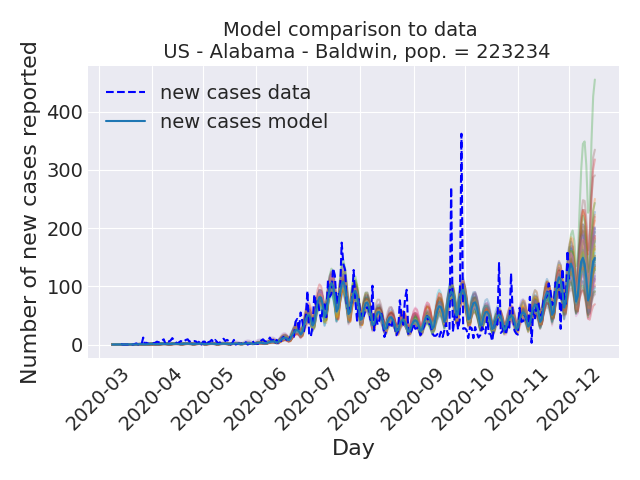 Model comparison to data
US - Alabama - Baldwin, pop. = 223234
Number of new cases reported
400
300
200
100
0
new cases data
new cases model
2020-03
2020-04
2020-05
2020-06
2020-07
2020-08
2020-09
2020-10
2020-11
2020-12
Day